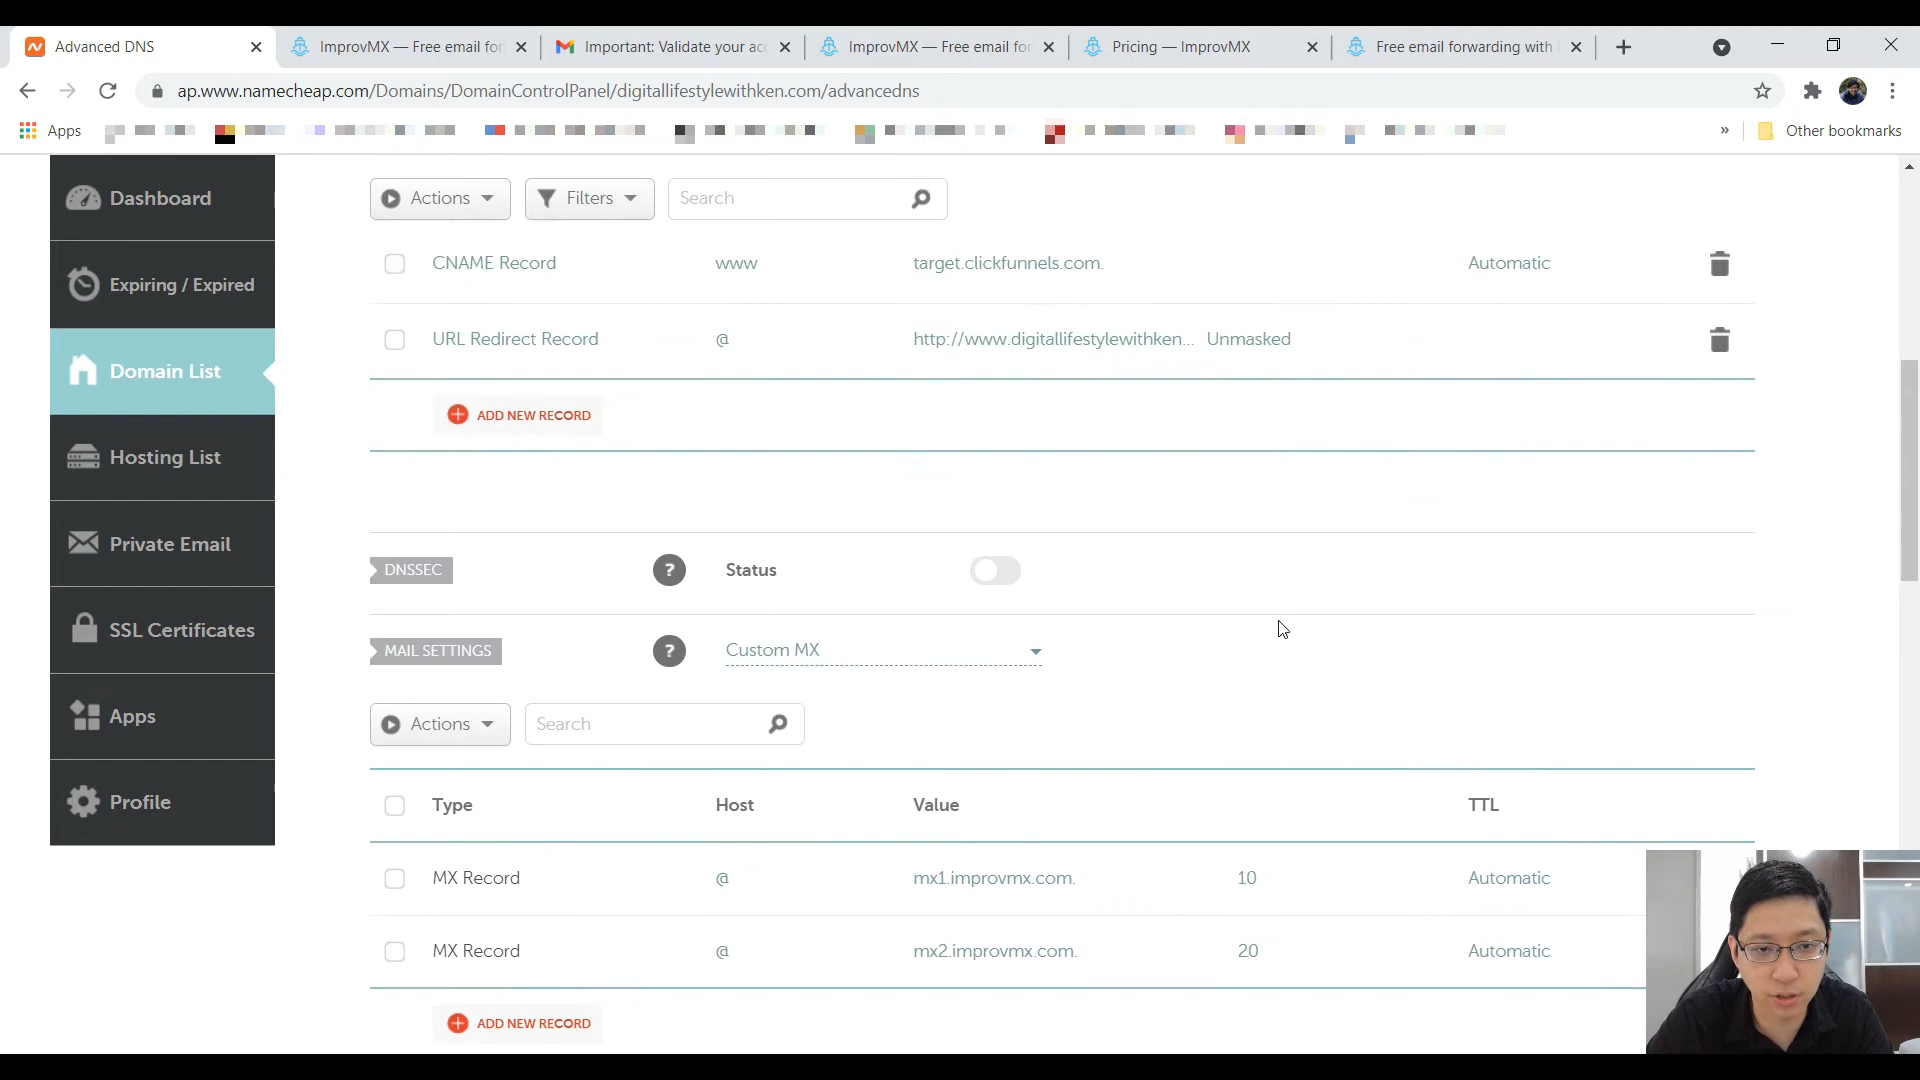 Advanced DNS
ImprovMX — Free email for
Important: Validate your acc
ImprovMX — Free email for
Pricing — ImprovMX
Free email forwarding with
ap.www.namecheap.com/Domains/DomainControlPanel/digitallifestylewithken.com/advancedns
Apps
» Other bookmarks
Dashboard
Expiring / Expired
Domain List
Hosting List
Private Email
SSL Certificates
Apps
Profile
Actions Filters Search
CNAME Record www target.clickfunnels.com. Automatic
URL Redirect Record @ http://www.digitallifestylewithken... Unmasked
ADD NEW RECORD
DNSSEC ? Status
MAIL SETTINGS ? Custom MX
Actions Search
Type Host Value TTL
MX Record @ mx1.improvmx.com. 10 Automatic
MX Record @ mx2.improvmx.com. 20 Automatic
ADD NEW RECORD